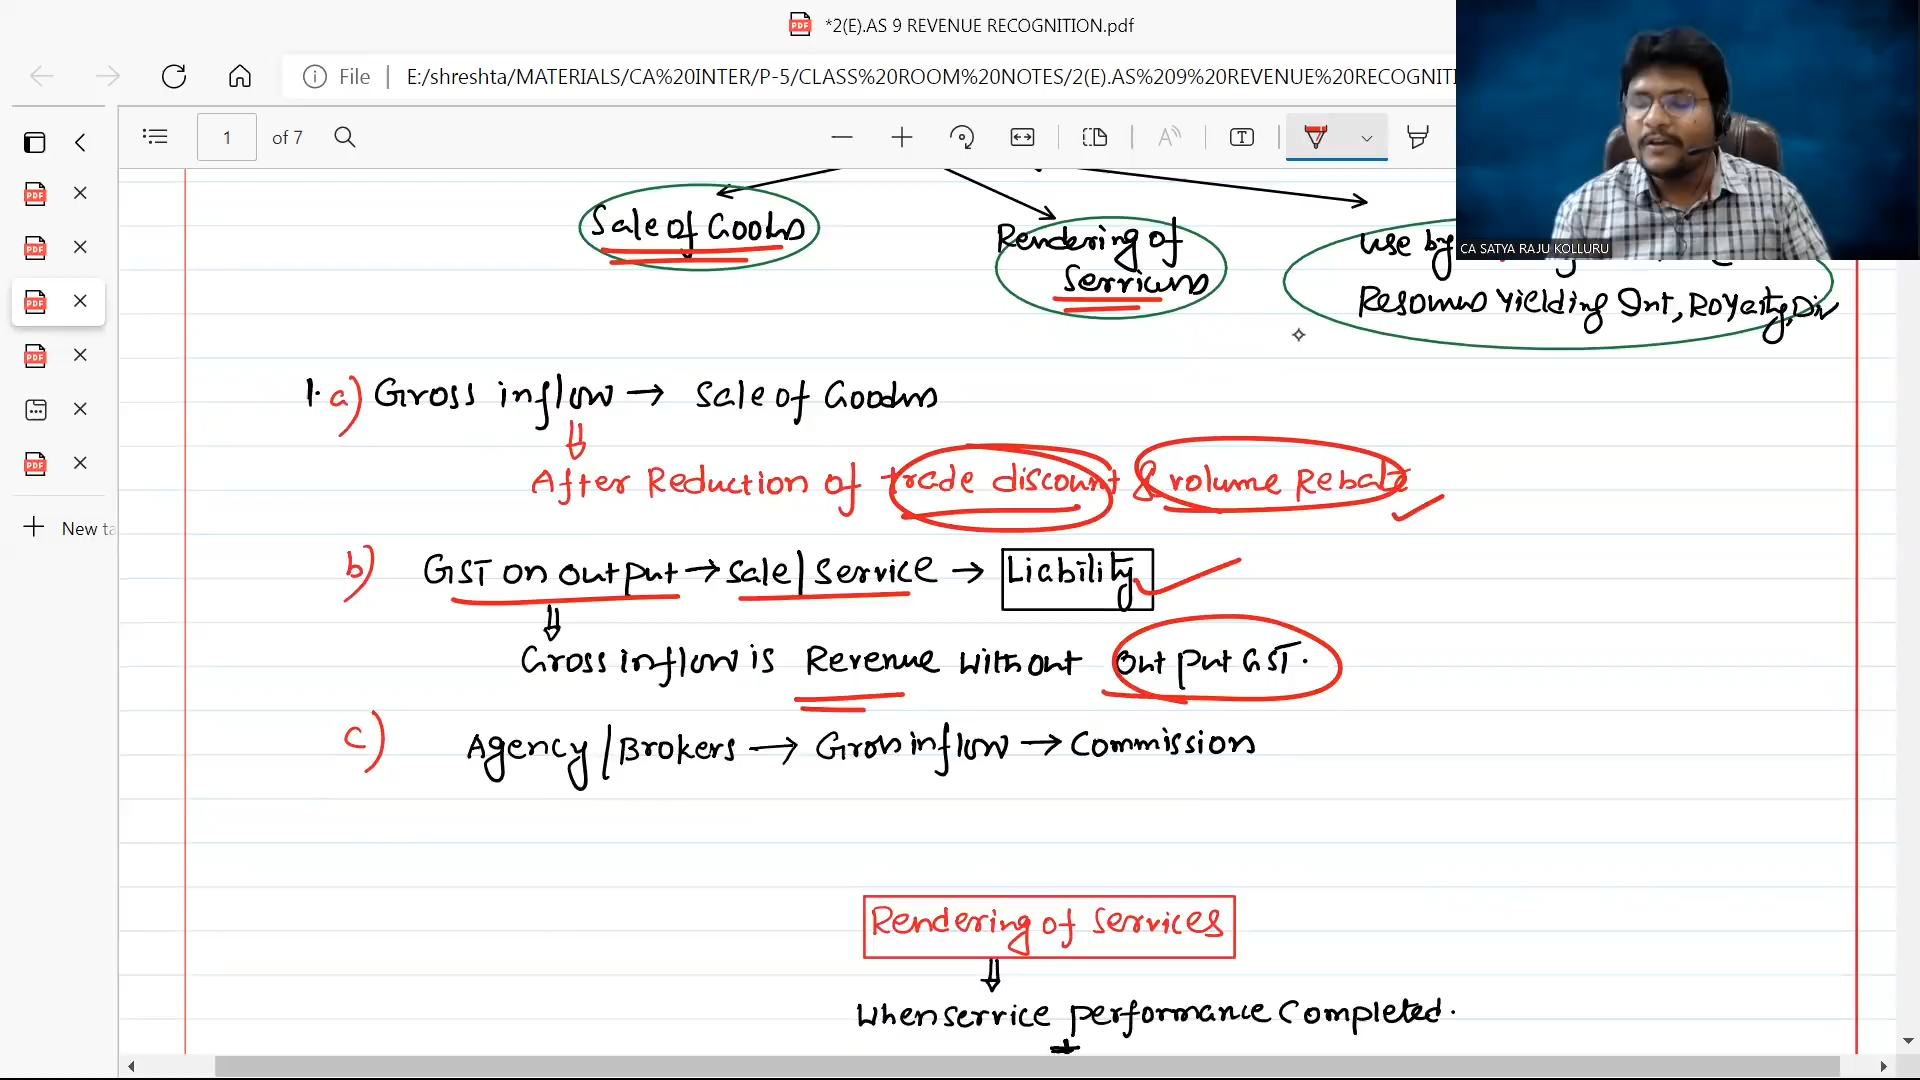 *2(E).AS 9 REVENUE RECOGNITION.pdf
File
E:/shreshta/MATERIALS/CA%20INTER/P-5/CLASS%20ROOM%20NOTES/2(E).AS%209%20REVENUE%20RECOGNITI
1 of 7
New ta
CA SATYA RAJU KOLLURU
Sale of Goods
Rendering of
Services
use by
Resources Yielding Int, Royalty, Div
1. a) Gross inflow → Sale of Goods
After Reduction of trade discount & volume Rebate
b) GST on output → Sale/Service → Liability
Gross inflow is Revenue without output GST.
c) Agency/Brokers → Gross inflow → Commission
Rendering of Services
When service performance Completed.